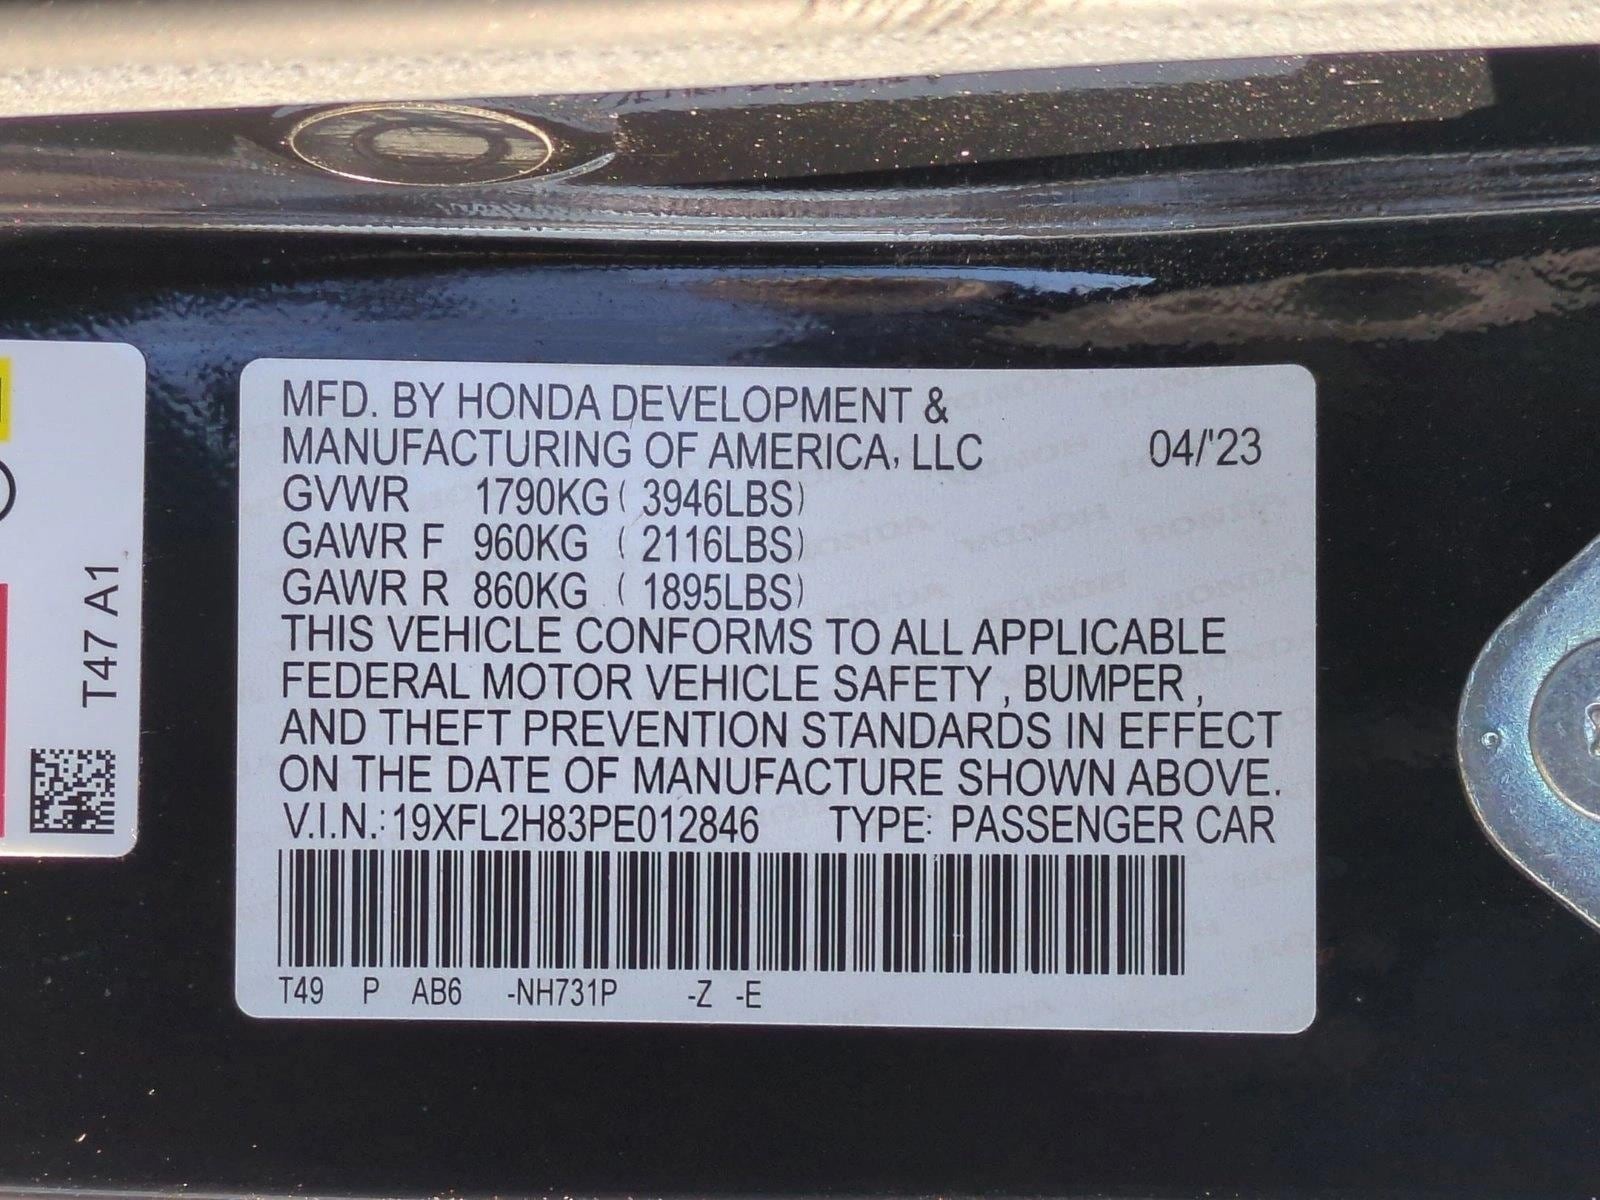 MFD. BY HONDA DEVELOPMENT &
MANUFACTURING OF AMERICA, LLC 04/'23
GVWR 1790KG ( 3946LBS)
GAWR F 960KG ( 2116LBS)
GAWR R 860KG ( 1895LBS)
THIS VEHICLE CONFORMS TO ALL APPLICABLE
FEDERAL MOTOR VEHICLE SAFETY , BUMPER ,
AND THEFT PREVENTION STANDARDS IN EFFECT
ON THE DATE OF MANUFACTURE SHOWN ABOVE.
V.I.N.: 19XFL2H83PE012846 TYPE: PASSENGER CAR
T49 P AB6 -NH731P -Z -E
T47 A1